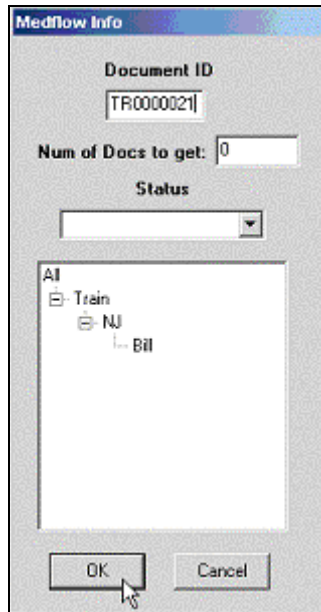 Medflow Info
Document ID
TR0000021
Num of Docs to get: 0
Status
All
Train
NJ
Bill
OK Cancel